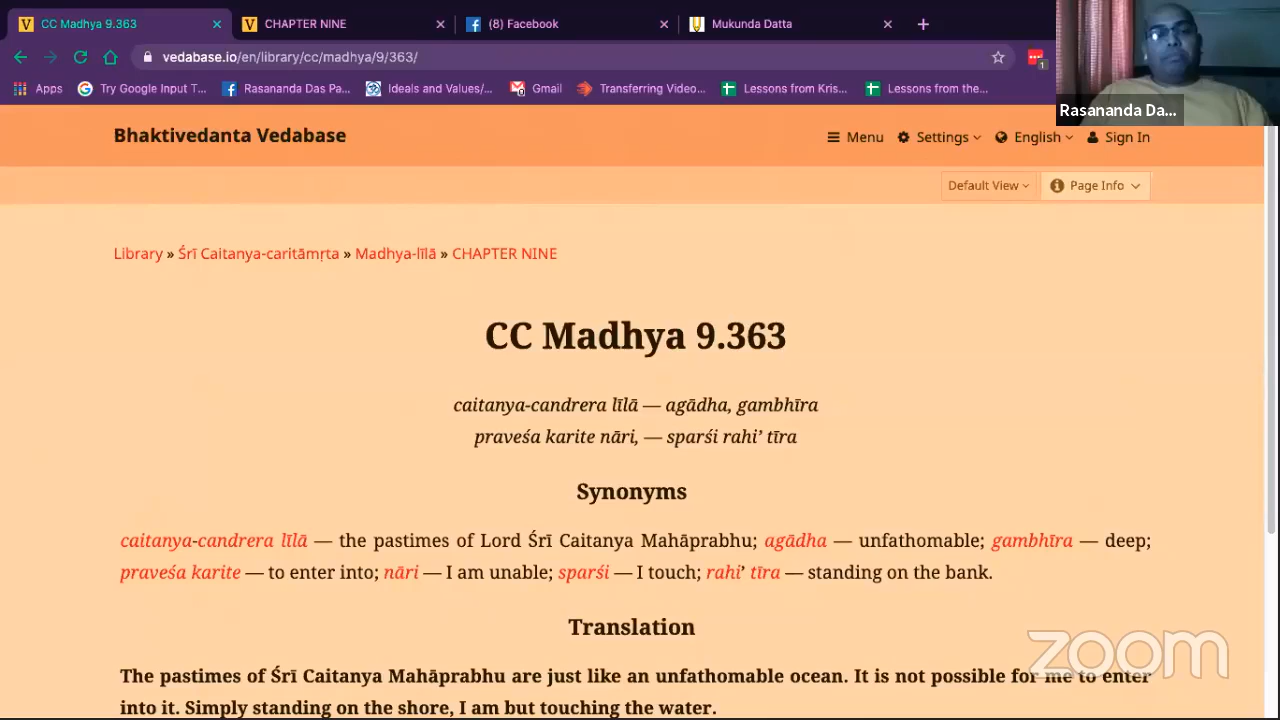 CC Madhya 9.363
CHAPTER NINE
(8) Facebook
Mukunda Datta
vedabase.io/en/library/cc/madhya/9/363/
1
Apps
Try Google Input T...
Rasananda Das Pa...
Ideals and Values/...
Gmail
Transferring Video...
Lessons from Kris...
Lessons from the...
Rasananda Da...
Bhaktivedanta Vedabase
Menu Settings English Sign In
Default View Page Info
Library » Śrī Caitanya-caritāmṛta » Madhya-līlā » CHAPTER NINE
CC Madhya 9.363
caitanya-candrera līlā — agādha, gambhīra
praveśa karite nāri, — sparśi rahi’ tīra
Synonyms
caitanya-candrera līlā — the pastimes of Lord Śrī Caitanya Mahāprabhu; agādha — unfathomable; gambhīra — deep;
praveśa karite — to enter into; nāri — I am unable; sparśi — I touch; rahi’ tīra — standing on the bank.
Translation
The pastimes of Śrī Caitanya Mahāprabhu are just like an unfathomable ocean. It is not possible for me to enter
into it. Simply standing on the shore, I am but touching the water.
zoom